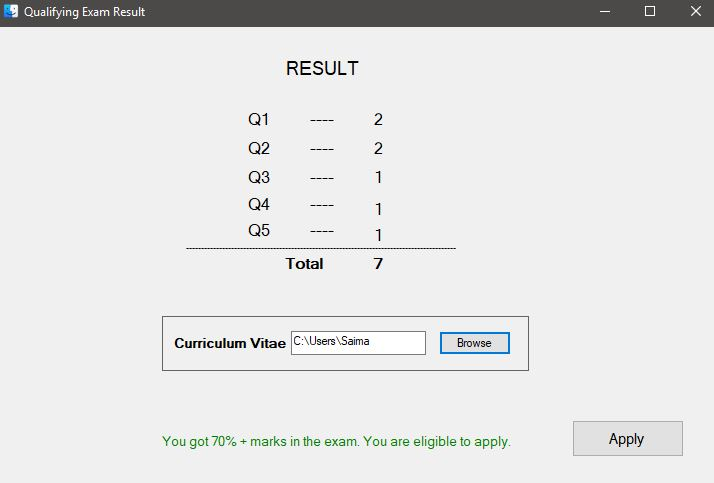 Qualifying Exam Result
RESULT
Q1 ---- 2
Q2 ---- 2
Q3 ---- 1
Q4 ---- 1
Q5 ---- 1
Total 7
Curriculum Vitae C:\Users\Saima Browse
You got 70% + marks in the exam. You are eligible to apply. Apply